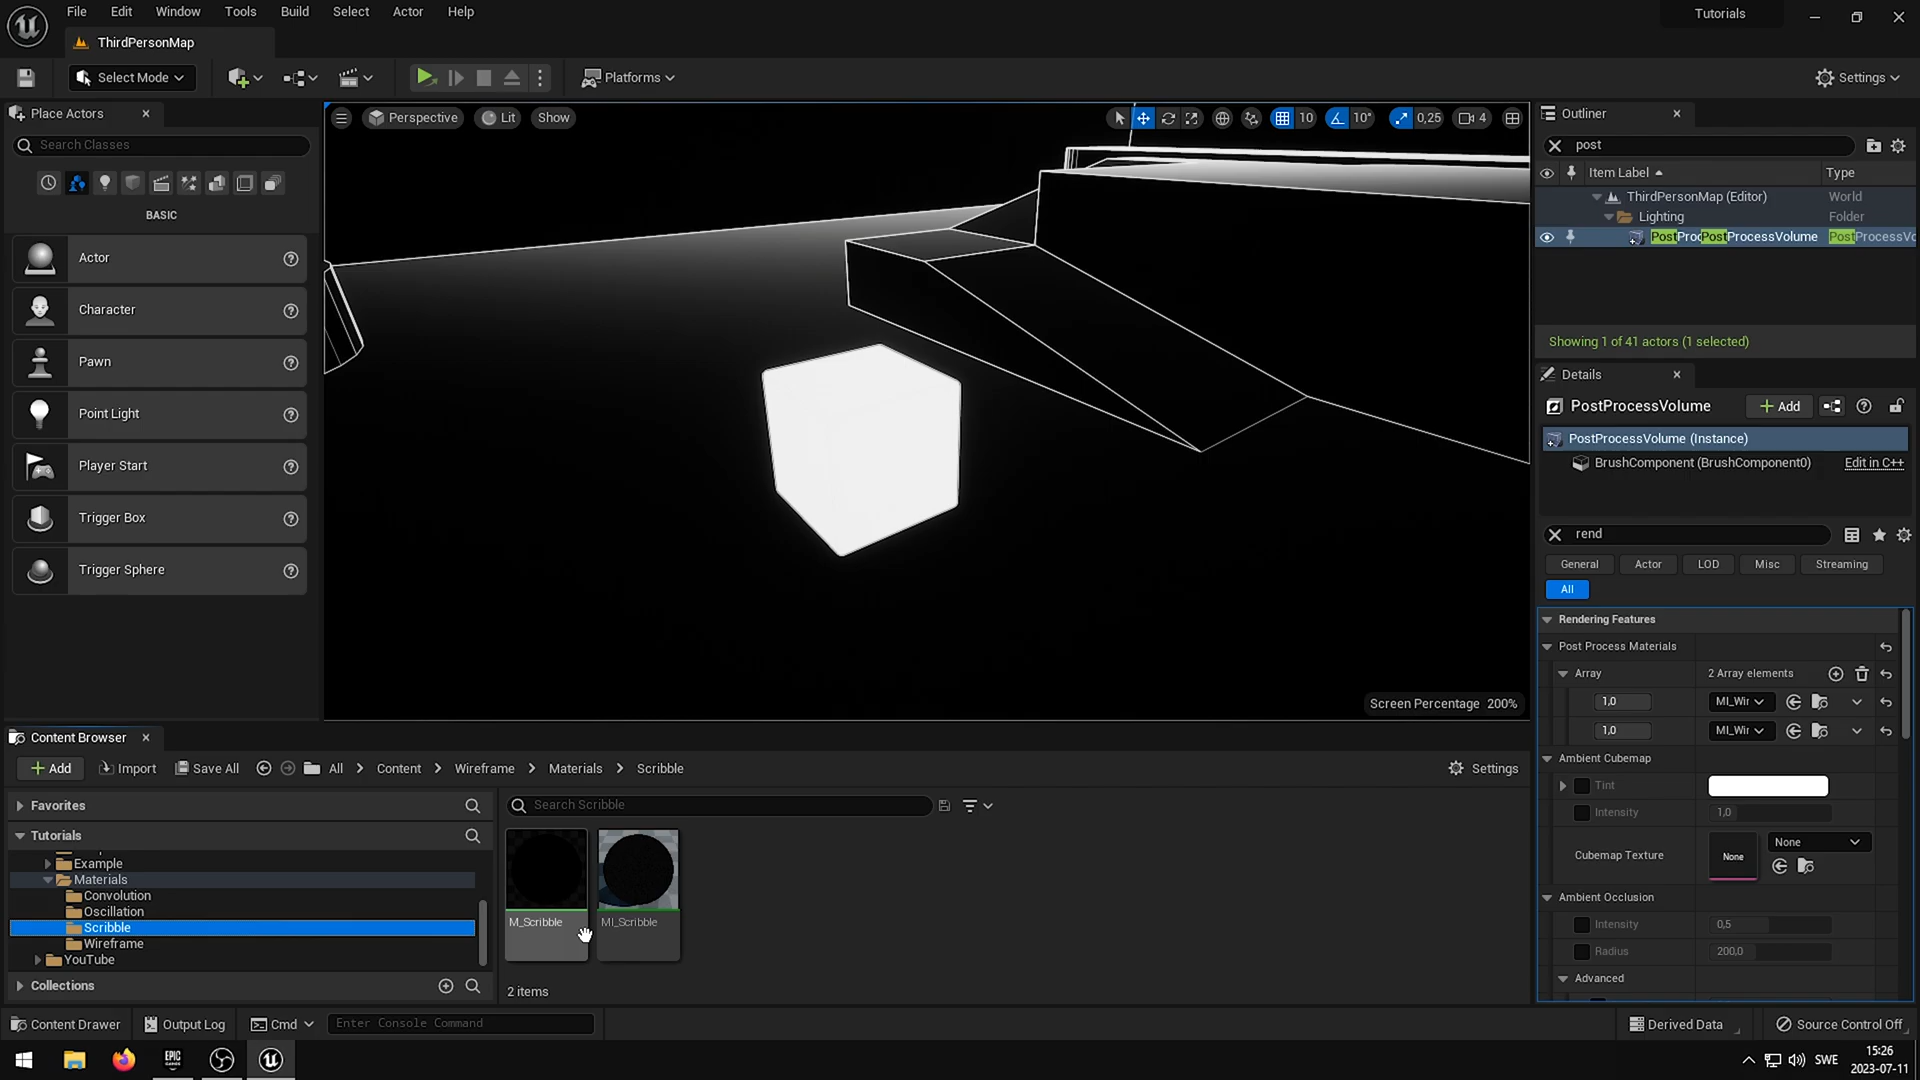 File Edit Window Tools Build Select Actor Help
Tutorials
ThirdPersonMap
Select Mode
Platforms
Settings
Place Actors
Search Classes
BASIC
Actor
Character
Pawn
Point Light
Player Start
Trigger Box
Trigger Sphere
Perspective Lit Show
10 10° 0,25 4
Screen Percentage 200%
Outliner
post
Item Label Type
ThirdPersonMap (Editor) World
Lighting Folder
PostProcPostProcessVolume PostProcessVo
Showing 1 of 41 actors (1 selected)
Details
PostProcessVolume Add
PostProcessVolume (Instance)
BrushComponent (BrushComponent0) Edit in C++
rend
General Actor LOD Misc Streaming
All
Rendering Features
Post Process Materials
Array 2 Array elements
1,0 MI_Wir
1,0 MI_Wir
Ambient Cubemap
Tint
Intensity 1,0
Cubemap Texture None None
Ambient Occlusion
Intensity 0,5
Radius 200,0
Advanced
Content Browser
Add Import Save All All Content Wireframe Materials Scribble Settings
Favorites
Tutorials
Example
Materials
Convolution
Oscillation
Scribble
Wireframe
YouTube
Collections
Search Scribble
M_Scribble MI_Scribble
2 items
Content Drawer Output Log Cmd Enter Console Command Derived Data Source Control Off
EPIC GAMES
SWE
15:26
2023-07-11